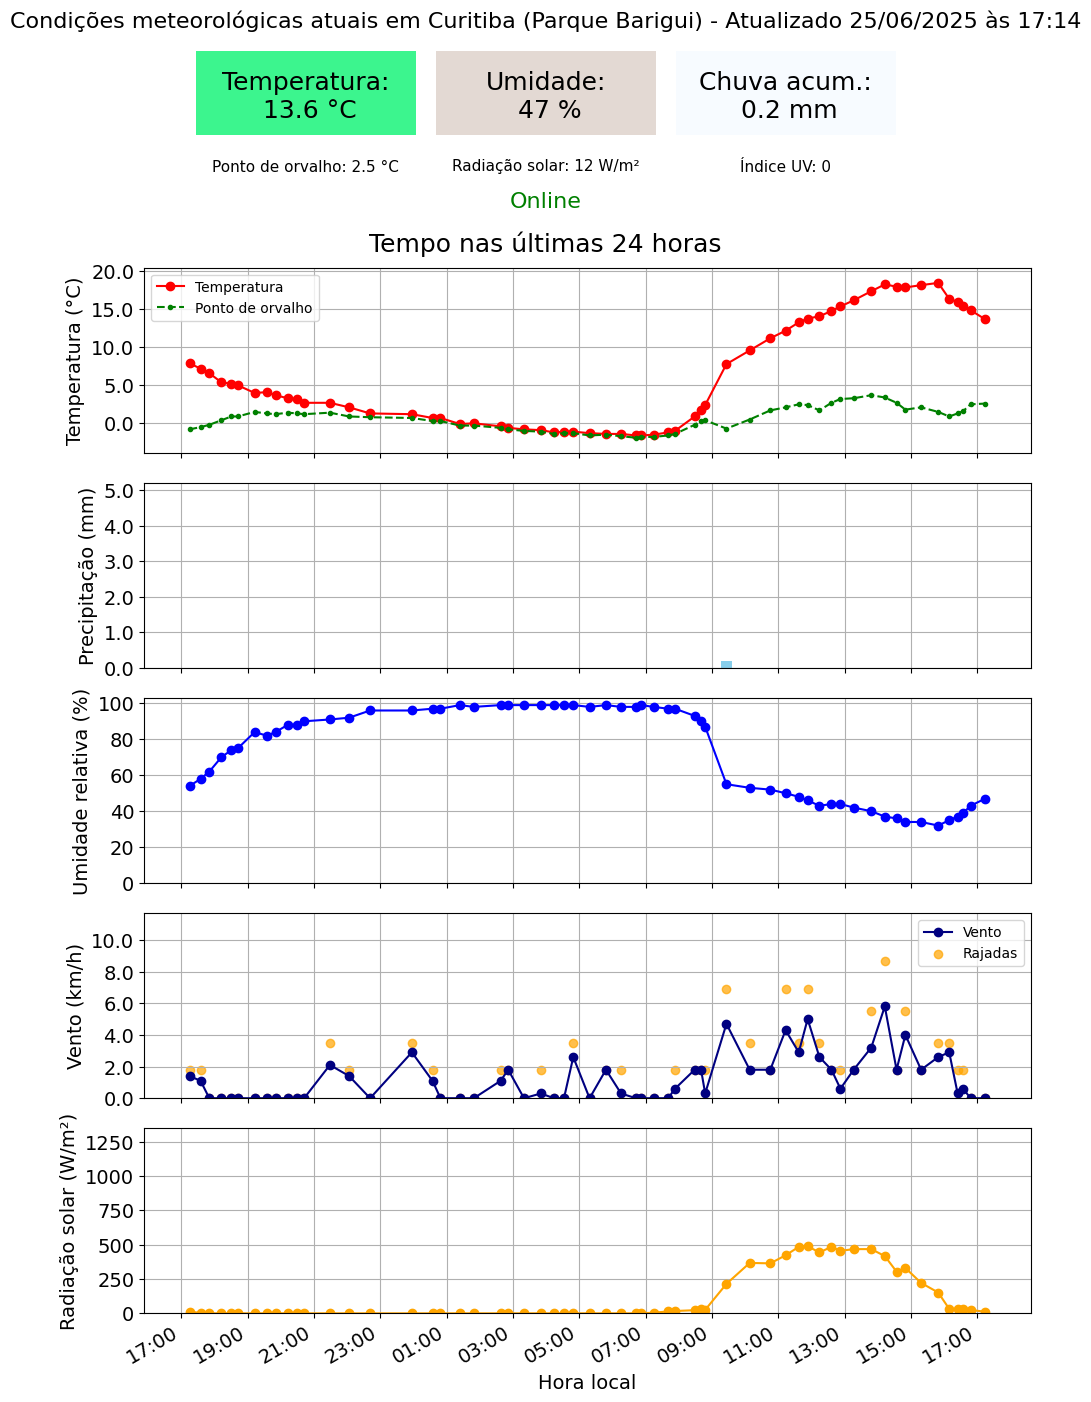 Condições meteorológicas atuais em Curitiba (Parque Barigui) - Atualizado 25/06/2025 às 17:14
Temperatura:
13.6 °C
Umidade:
47 %
Chuva acum.:
0.2 mm
Ponto de orvalho: 2.5 °C
Radiação solar: 12 W/m²
Índice UV: 0
Online
Tempo nas últimas 24 horas
Temperatura (°C)
20.0
15.0
10.0
5.0
0.0
Temperatura
Ponto de orvalho
Precipitação (mm)
5.0
4.0
3.0
2.0
1.0
0.0
Umidade relativa (%)
100
80
60
40
20
0
Vento (km/h)
10.0
8.0
6.0
4.0
2.0
0.0
Vento
Rajadas
Radiação solar (W/m²)
1250
1000
750
500
250
0
17:00
19:00
21:00
23:00
01:00
03:00
05:00
07:00
09:00
11:00
13:00
15:00
17:00
Hora local